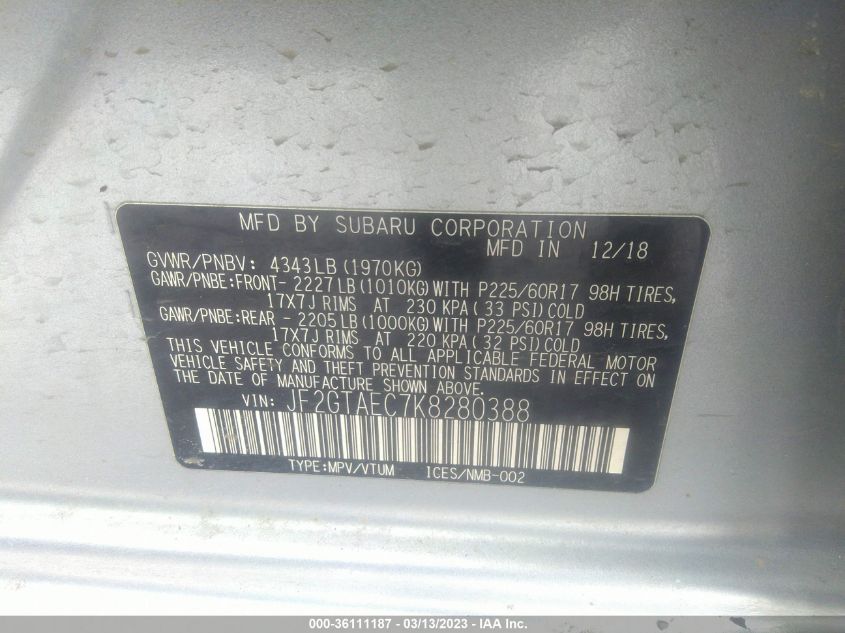 MFD BY SUBARU CORPORATION
MFD IN 12/18
GVWR/PNBV: 4343LB(1970KG)
GAWR/PNBE:FRONT- 2227LB(1010KG)WITH P225/60R17 98H TIRES,
17X7J RIMS AT 230 KPA(33 PSI)COLD
GAWR/PNBE:REAR - 2205LB(1000KG)WITH P225/60R17 98H TIRES,
17X7J RIMS AT 220 KPA(32 PSI)COLD
THIS VEHICLE CONFORMS TO ALL APPLICABLE FEDERAL MOTOR
VEHICLE SAFETY AND THEFT PREVENTION STANDARDS IN EFFECT ON
THE DATE OF MANUFACTURE SHOWN ABOVE.
VIN: JF2GTAEC7K8280388
TYPE:MPV/VTUM ICES/NMB-002
000-36111187 - 03/13/2023 - IAA Inc.